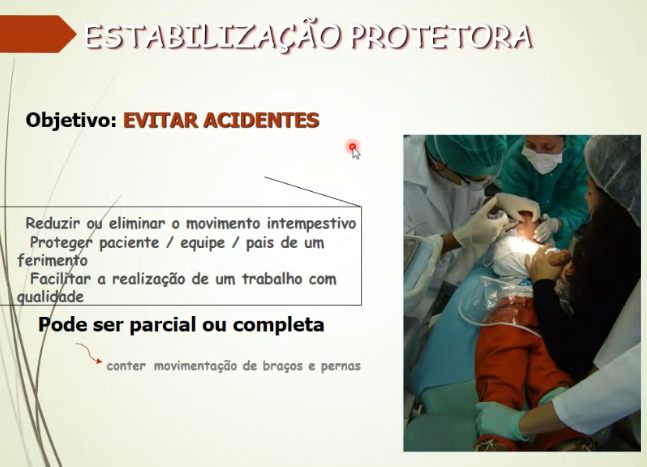 ESTABILIZAÇÃO PROTETORA
Objetivo: EVITAR ACIDENTES
Reduzir ou eliminar o movimento intempestivo
Proteger paciente / equipe / pais de um
ferimento
Facilitar a realização de um trabalho com
qualidade
Pode ser parcial ou completa
conter movimentação de braços e pernas